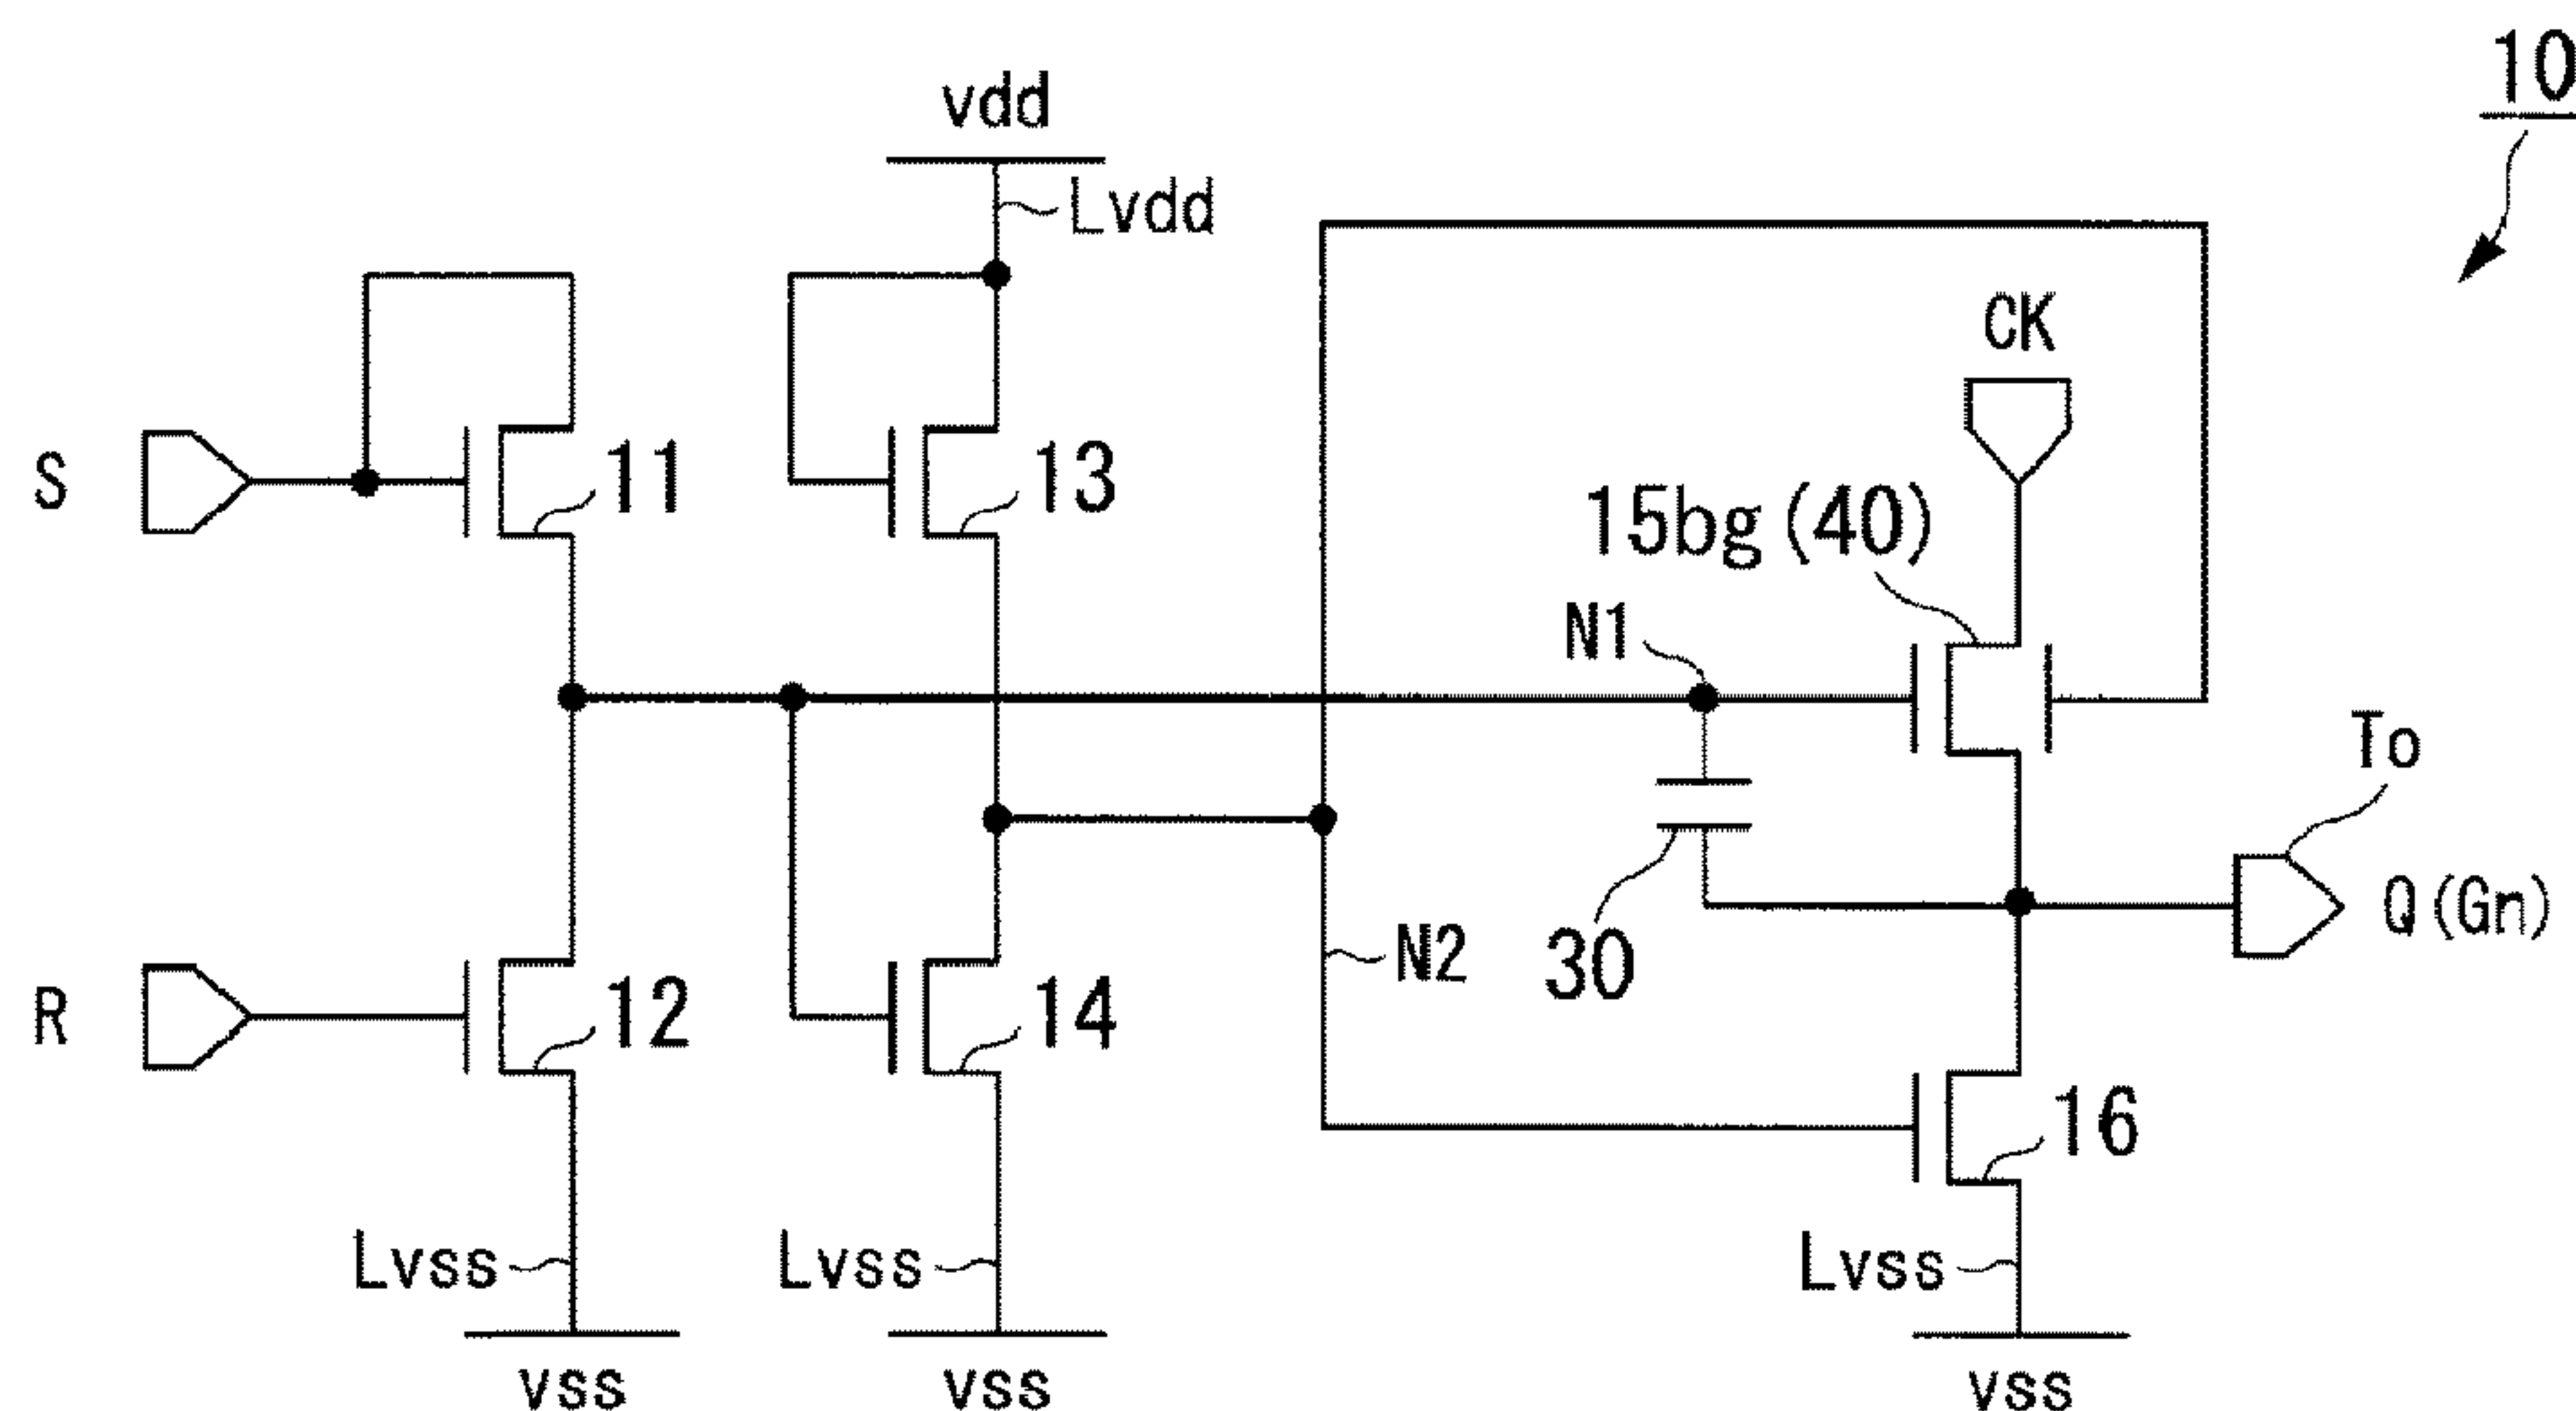 10
vdd
Lvdd
CK
S
11
13
15bg(40)
N1
To
Q(Gn)
N2
30
R
12
14
16
Lvss
Lvss
Lvss
vss
vss
vss